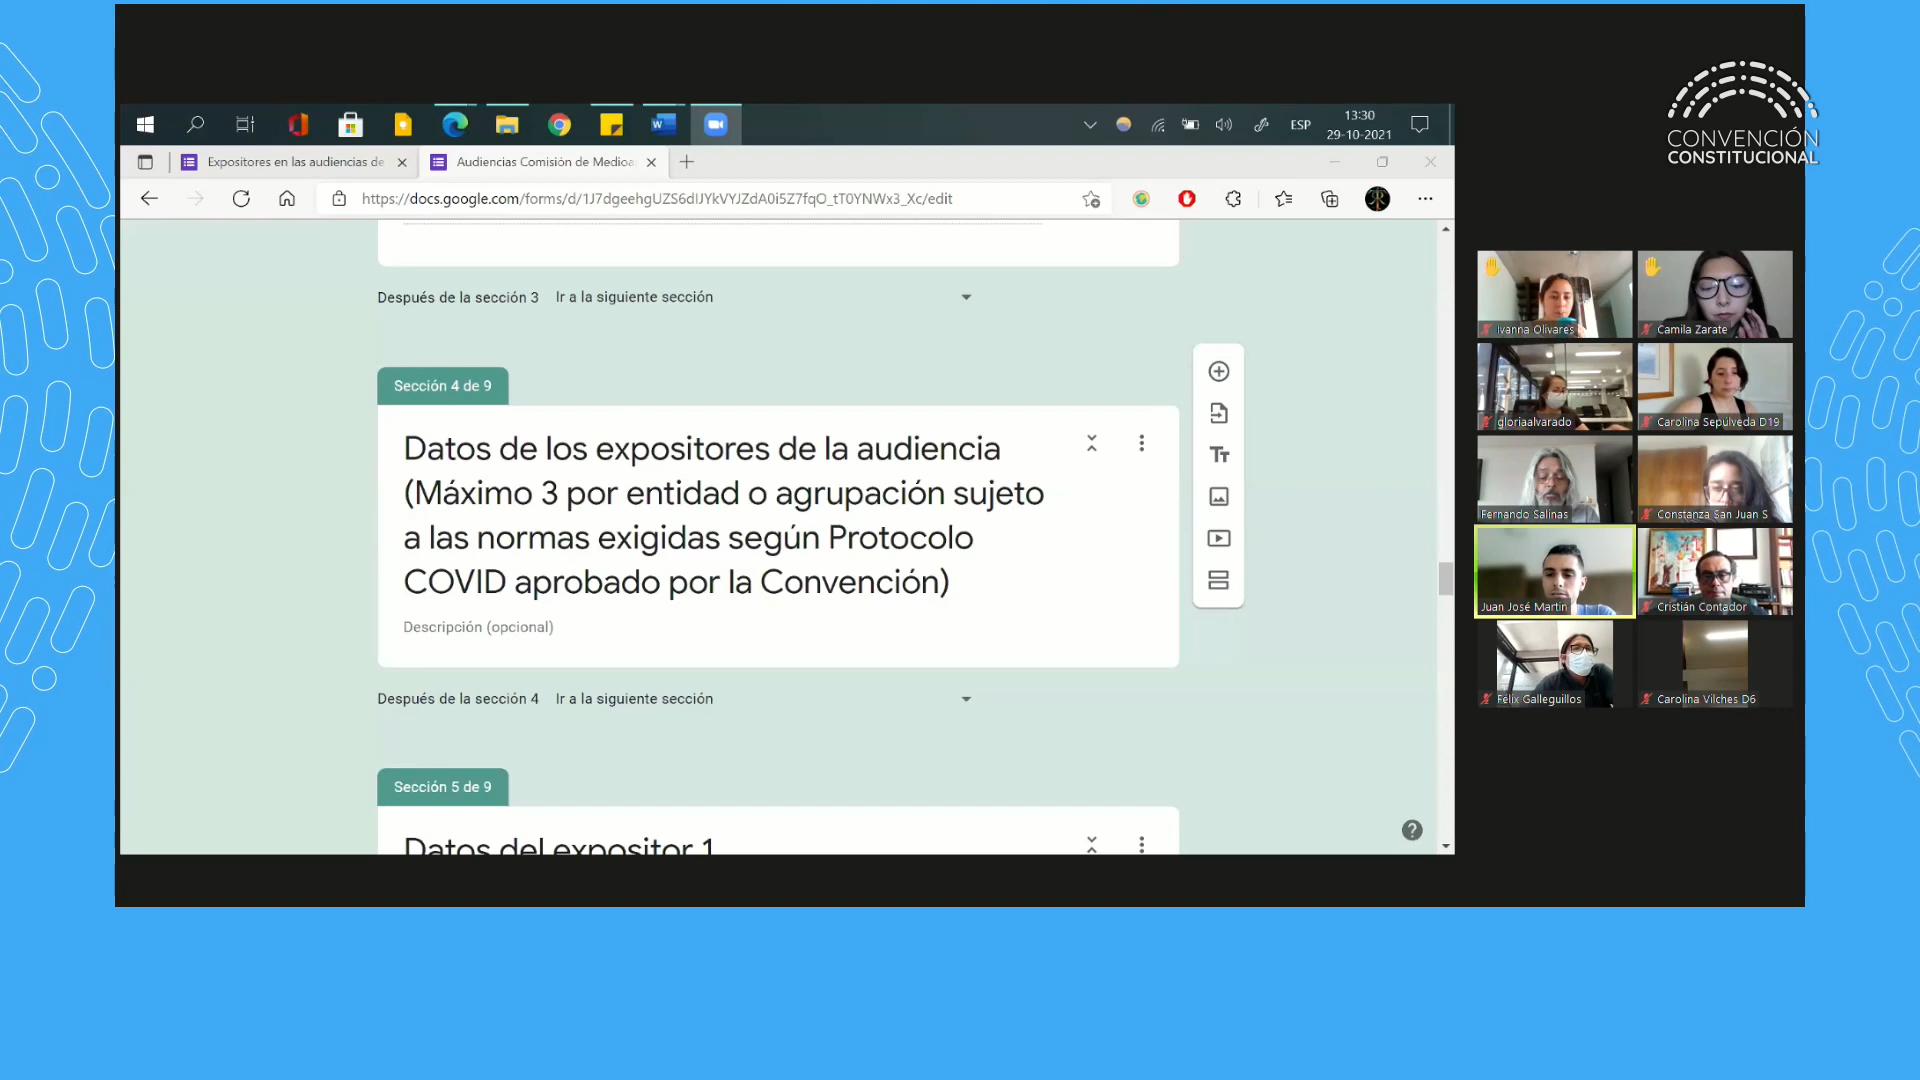 13:30
29-10-2021
ESP
CONVENCIÓN
CONSTITUCIONAL
Expositores en las audiencias de
Audiencias Comisión de Medioa
https://docs.google.com/forms/d/1J7dgeehgUZS6dIJYkVYJZdA0i5Z7fqO_tT0YNWx3_Xc/edit
Después de la sección 3 Ir a la siguiente sección
Sección 4 de 9
Datos de los expositores de la audiencia
(Máximo 3 por entidad o agrupación sujeto
a las normas exigidas según Protocolo
COVID aprobado por la Convención)
Descripción (opcional)
Después de la sección 4 Ir a la siguiente sección
Sección 5 de 9
Datos del expositor 1
Ivanna Olivares
Camila Zarate
gloriaalvarado
Carolina Sepúlveda D19
Fernando Salinas
Constanza San Juan S
Juan José Martin
Cristián Contador
Félix Galleguillos
Carolina Vilches D6